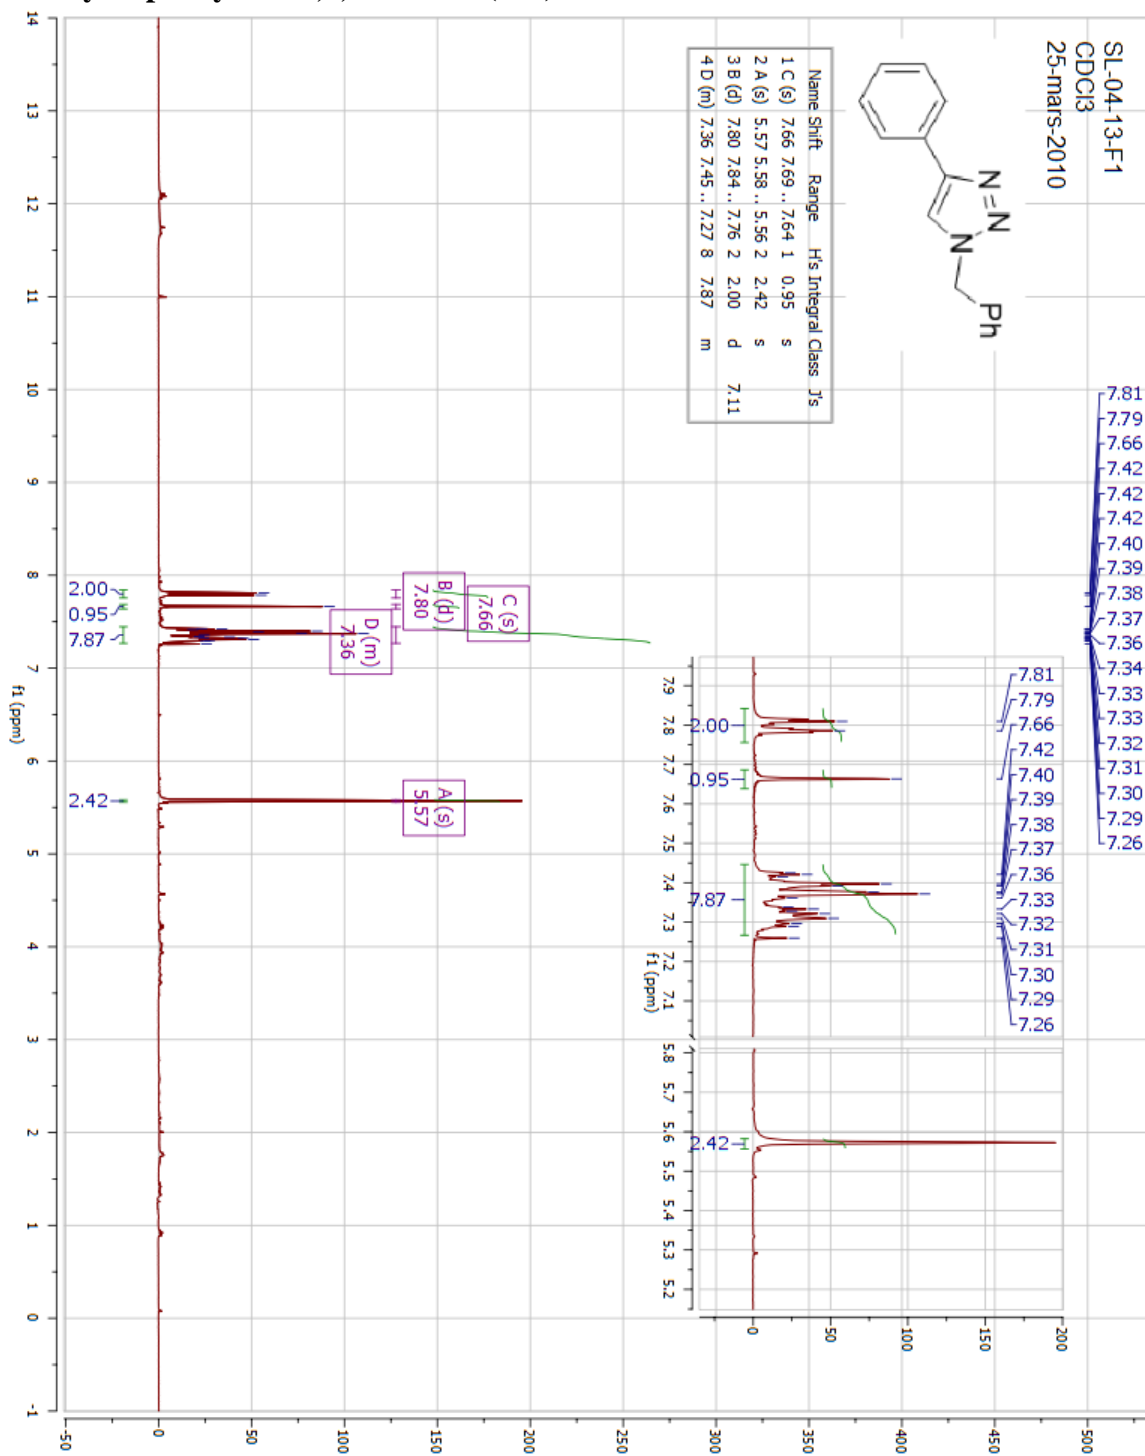 SL-04-13-F1
CDCl3
25-mars-2010
N
N
N
Ph
Name Shift Range H's Integral Class J's
1 C (s) 7.66 7.69 .. 7.64 1 0.95 s
2 A (s) 5.57 5.58 .. 5.56 2 2.42 s
3 B (d) 7.80 7.84 .. 7.76 2 2.00 d 7.11
4 D (m) 7.36 7.45 .. 7.27 8 7.87 m
7.81
7.79
7.66
7.42
7.42
7.42
7.40
7.39
7.38
7.37
7.36
7.34
7.33
7.33
7.32
7.31
7.30
7.29
7.26
7.81
7.79
7.66
7.42
7.40
7.39
7.38
7.37
7.36
7.33
7.32
7.31
7.30
7.29
7.26
2.00
0.95
7.87
7.9 7.8 7.7 7.6 7.5 7.4 7.3 7.2 7.1
f1 (ppm)
2.42
5.8 5.7 5.6 5.5 5.4 5.3 5.2
0 50 100 150 200
C (s)
7.66
B (d)
7.80
D (m)
7.36
A (s)
5.57
2.00
0.95
7.87
2.42
14 13 12 11 10 9 8 7 6 5 4 3 2 1 0 -1
f1 (ppm)
-50 0 50 100 150 200 250 300 350 400 450 500